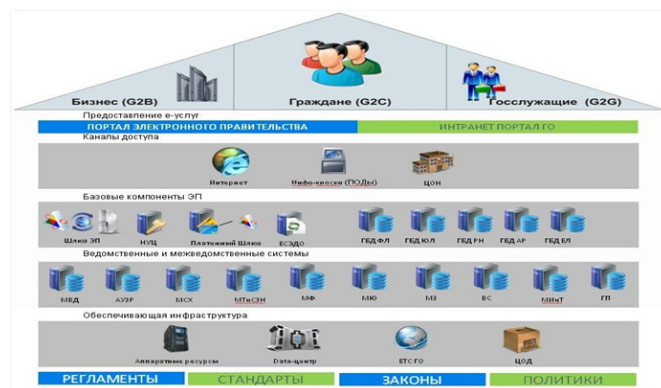 Бизнес (G2B) Граждане (G2C) Госслужащие (G2G)
Предоставление е-услуг
ПОРТАЛ ЭЛЕКТРОННОГО ПРАВИТЕЛЬСТВА ИНТРАНЕТ ПОРТАЛ ГО
Каналы доступа
Интернет Инфо-киоски (ПОДы) ЦОН
Базовые компоненты ЭП
Шлюз ЭП НУЦ Платежный Шлюз ЕСЭДО ГБД ФЛ ГБД ЮЛ ГБД РН ГБД АР ГБД ЕЛ
Ведомственные и межведомственные системы
МВД АУЗР МСХ МТиСЗН МФ МЮ МЗ ВС МИнТ ГП
Обеспечивающая инфраструктура
Аппаратные ресурсы Data-центр ЕТС ГО ЦОД
РЕГЛАМЕНТЫ СТАНДАРТЫ ЗАКОНЫ ПОЛИТИКИ